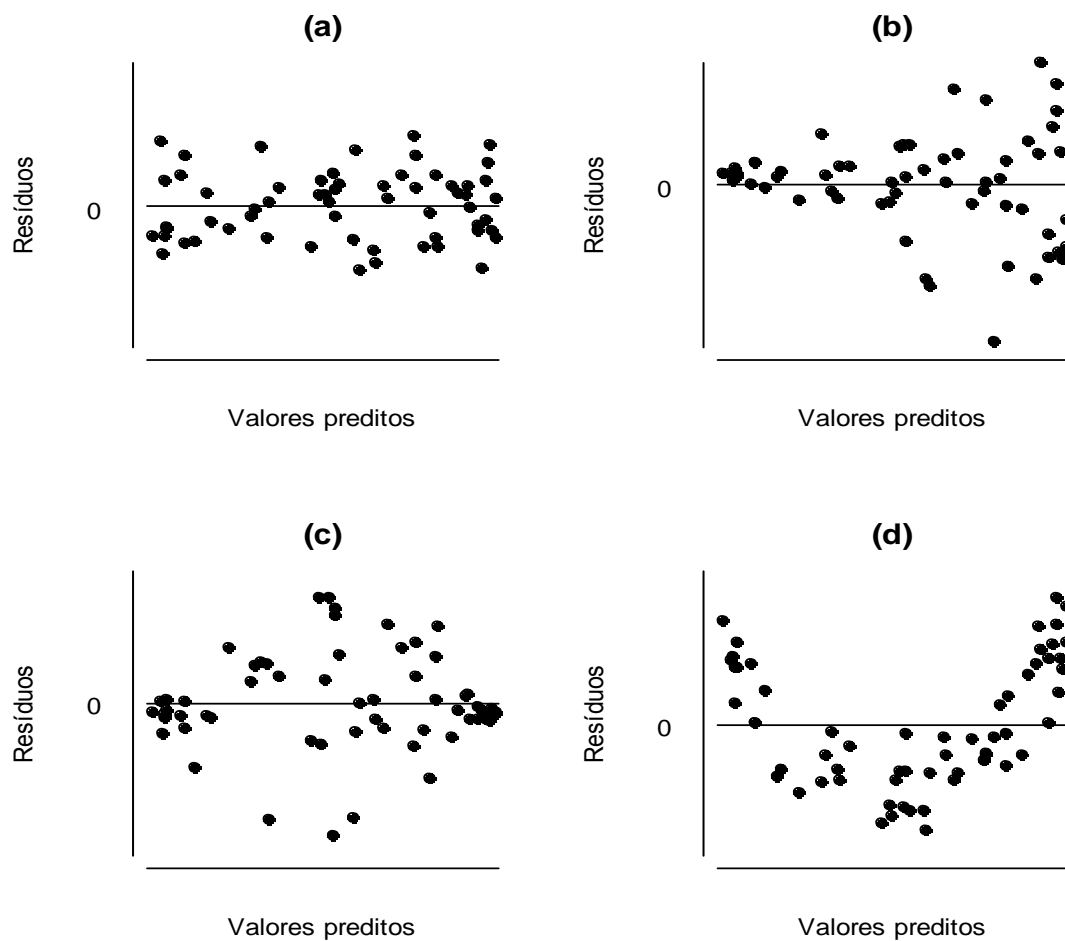 (a)
Resíduos
0
Valores preditos
(b)
Resíduos
0
Valores preditos
(c)
Resíduos
0
Valores preditos
(d)
Resíduos
0
Valores preditos